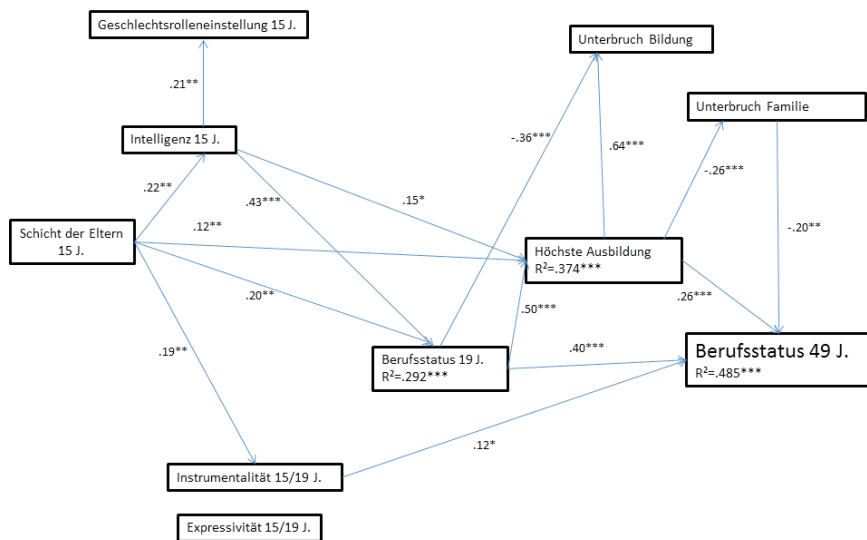 Geschlechtsrolleneinstellung 15 J.
Unterbruch Bildung
.21**
Unterbruch Familie
Intelligenz 15 J.
-.36***
.64***
-.26***
.22**
.43***
.15*
Schicht der Eltern
15 J.
.12**
Höchste Ausbildung
R²=.374***
-.20**
.20**
.50***
.26***
.19**
Berufsstatus 19 J.
R²=.292***
.40***
Berufsstatus 49 J.
R²=.485***
.12*
Instrumentalität 15/19 J.
Expressivität 15/19 J.